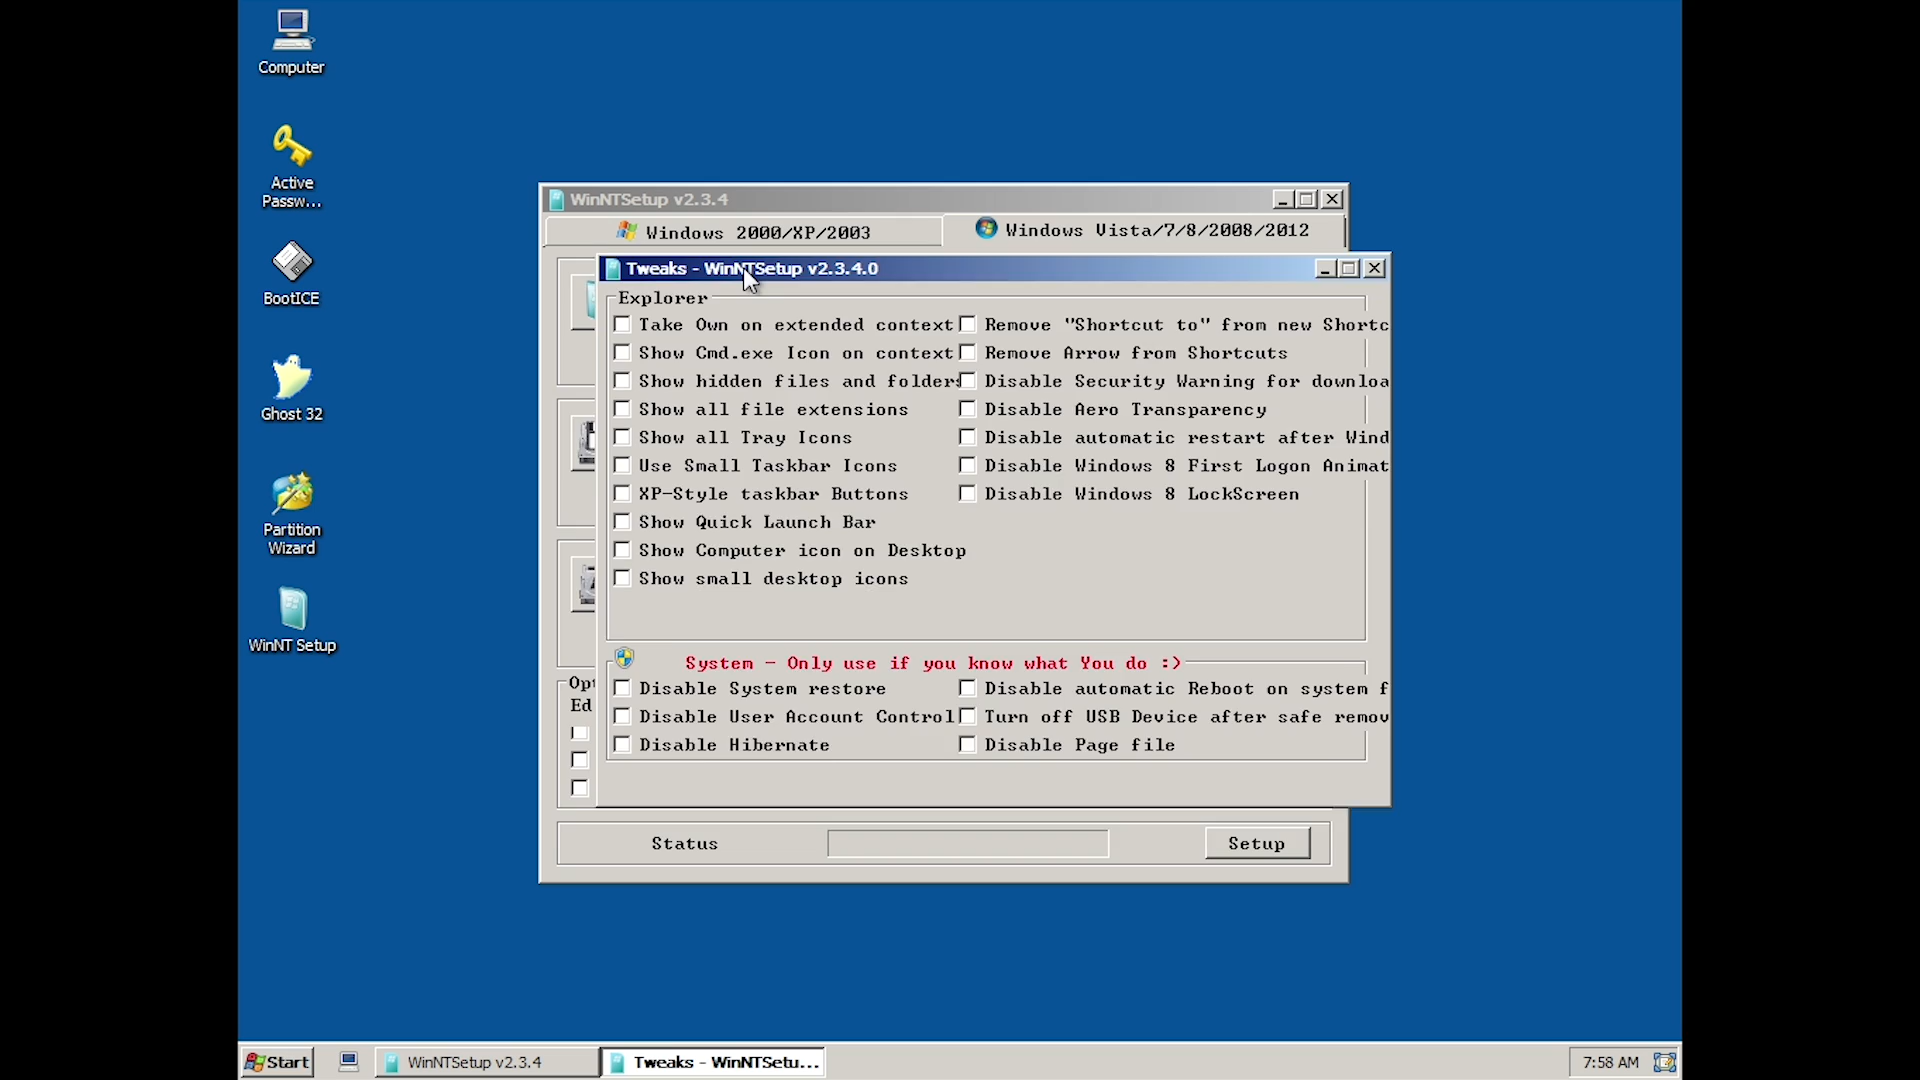 Computer
Active
Passw...
BootICE
Ghost 32
Partition
Wizard
WinNT Setup
WinNTSetup v2.3.4
Windows 2000/XP/2003
Windows Vista/7/8/2008/2012
Tweaks - WinNTSetup v2.3.4.0
Explorer
Take Own on extended context
Show Cmd.exe Icon on context
Show hidden files and folders
Show all file extensions
Show all Tray Icons
Use Small Taskbar Icons
XP-Style taskbar Buttons
Show Quick Launch Bar
Show Computer icon on Desktop
Show small desktop icons
Remove "Shortcut to" from new Shortc
Remove Arrow from Shortcuts
Disable Security Warning for downloa
Disable Aero Transparency
Disable automatic restart after Wind
Disable Windows 8 First Logon Animat
Disable Windows 8 LockScreen
System - Only use if you know what You do :)
Disable System restore
Disable User Account Control
Disable Hibernate
Disable automatic Reboot on system f
Turn off USB Device after safe remov
Disable Page file
Opt
Ed
Status
Setup
Start
WinNTSetup v2.3.4
Tweaks - WinNTSetu...
7:58 AM